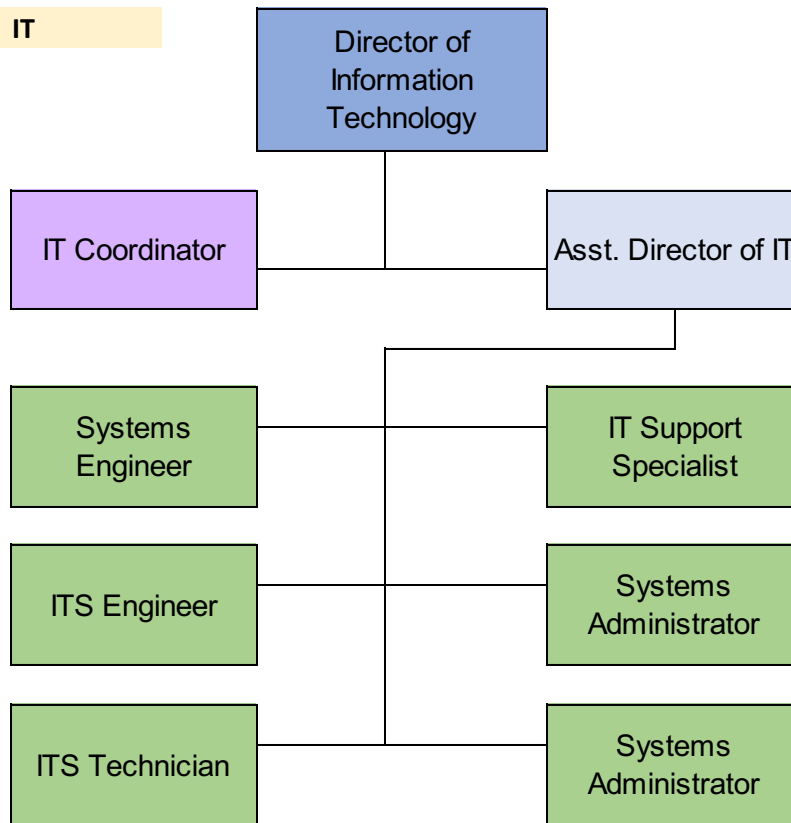 IT
Director of
Information
Technology
IT Coordinator
Asst. Director of IT
Systems
Engineer
IT Support
Specialist
ITS Engineer
Systems
Administrator
ITS Technician
Systems
Administrator